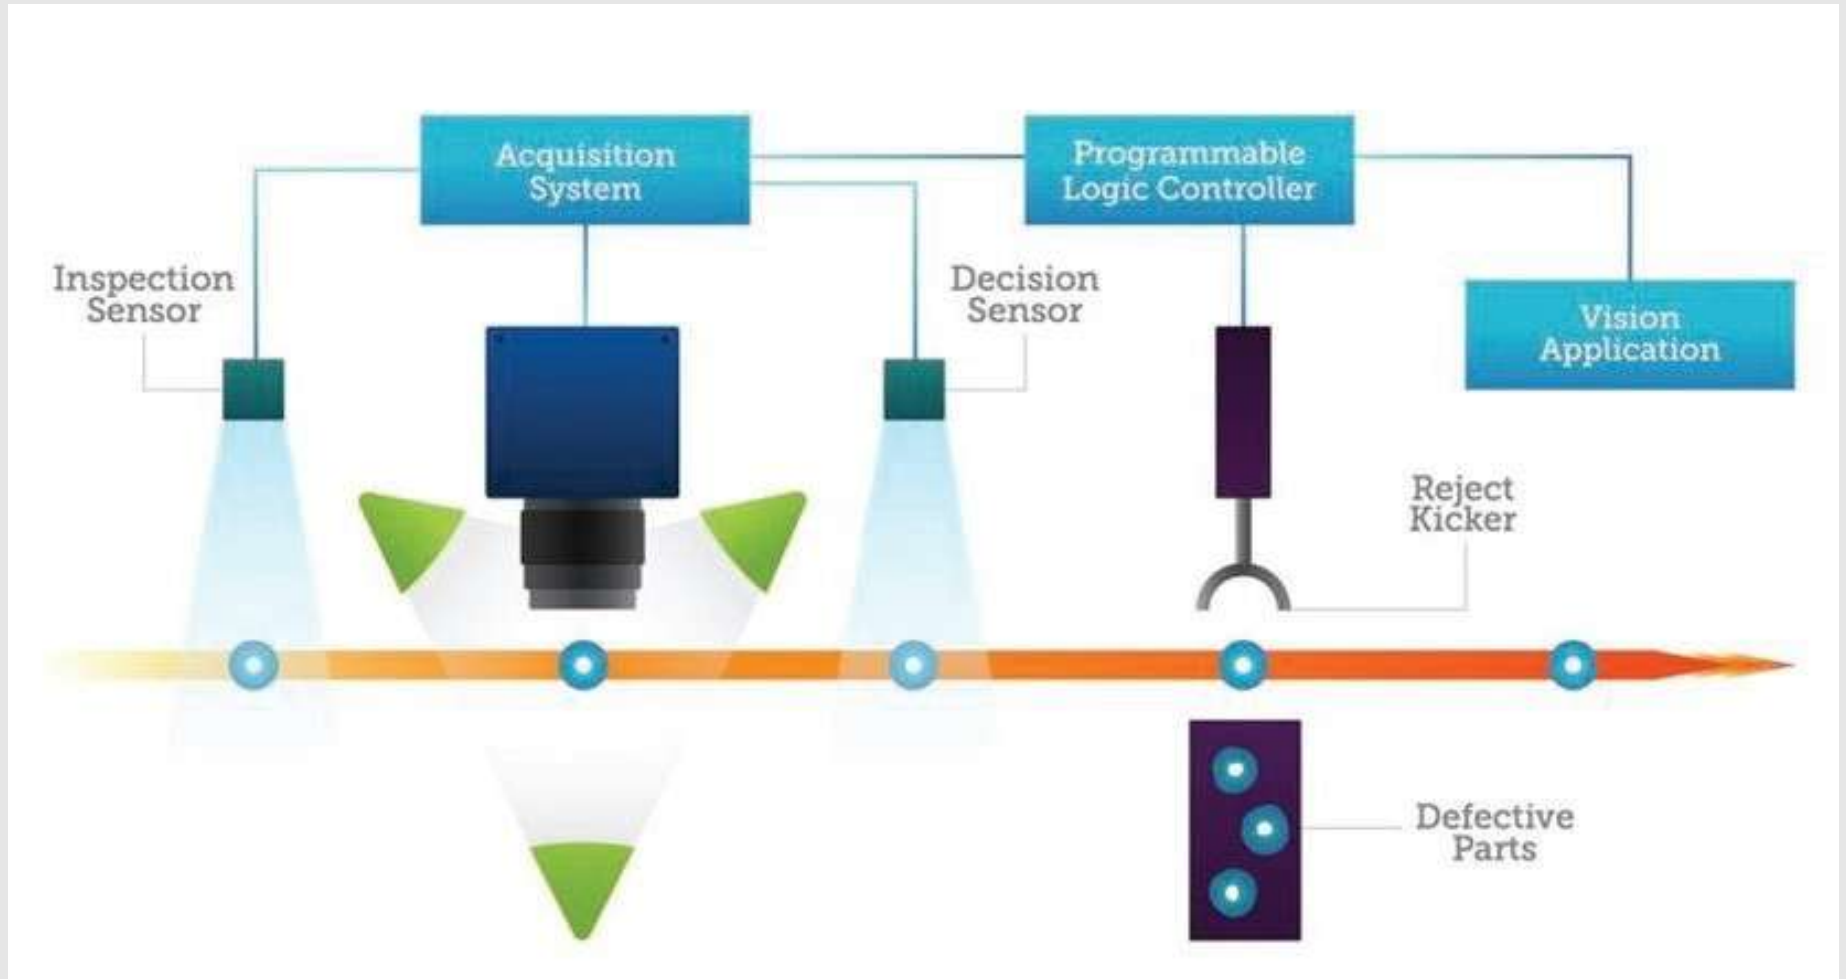 Acquisition
System
Programmable
Logic Controller
Inspection
Sensor
Decision
Sensor
Vision
Application
Reject
Kicker
Defective
Parts